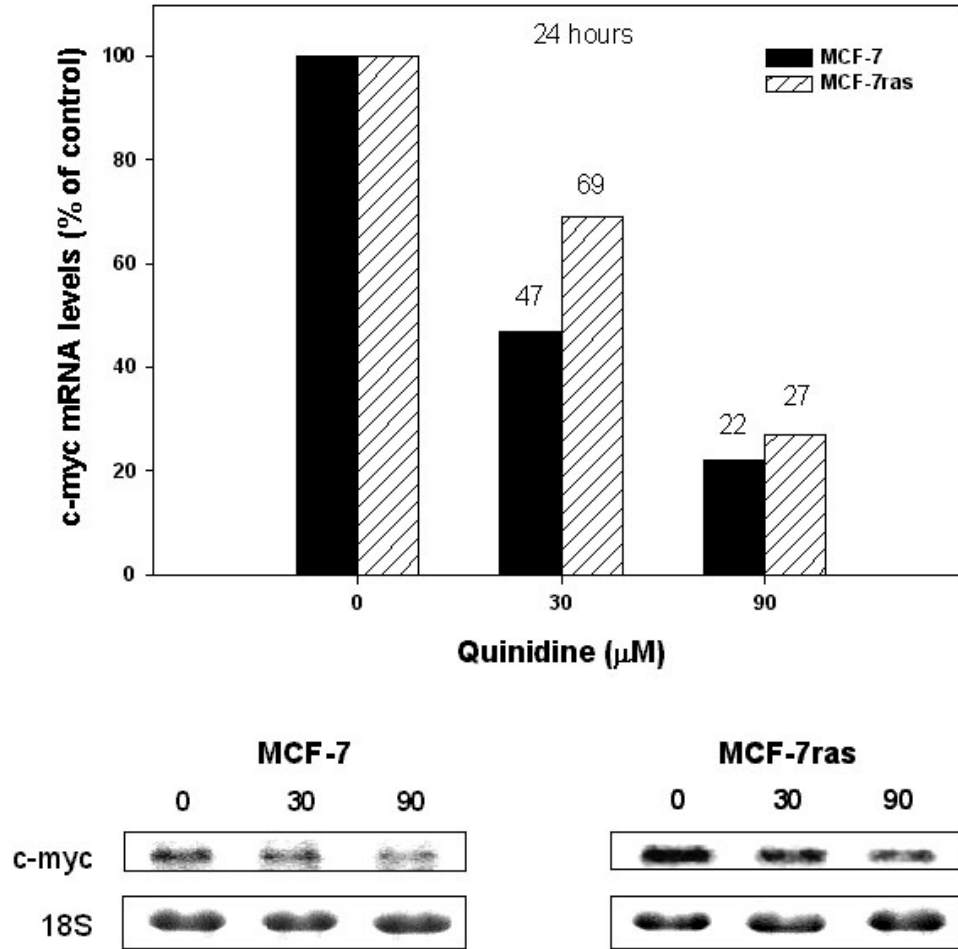 24 hours
MCF-7
MCF-7ras
c-myc mRNA levels (% of control)
100
80
60
40
20
0
47
69
22
27
0 30 90
Quinidine (μM)
MCF-7 MCF-7ras
0 30 90 0 30 90
c-myc
18S